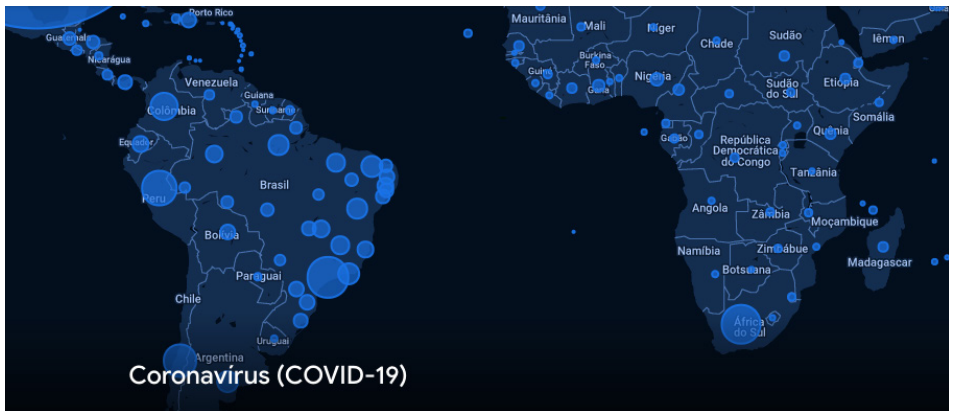 Porto Rico
Guatemala
Nicarágua
Venezuela
Guiana
Suriname
Colômbia
Equador
Peru
Brasil
Bolívia
Paraguai
Chile
Uruguai
Argentina
Mauritânia
Mali
Níger
Chade
Sudão
Iêmen
Burkina
Faso
Guiné
Gana
Nigéria
Sudão
do Sul
Etiópia
Somália
Gabão
República
Democrática
do Congo
Quênia
Tanzânia
Angola
Zâmbia
Moçambique
Namíbia
Zimbábue
Botsuana
Madagascar
África
do Sul
Coronavírus (COVID-19)